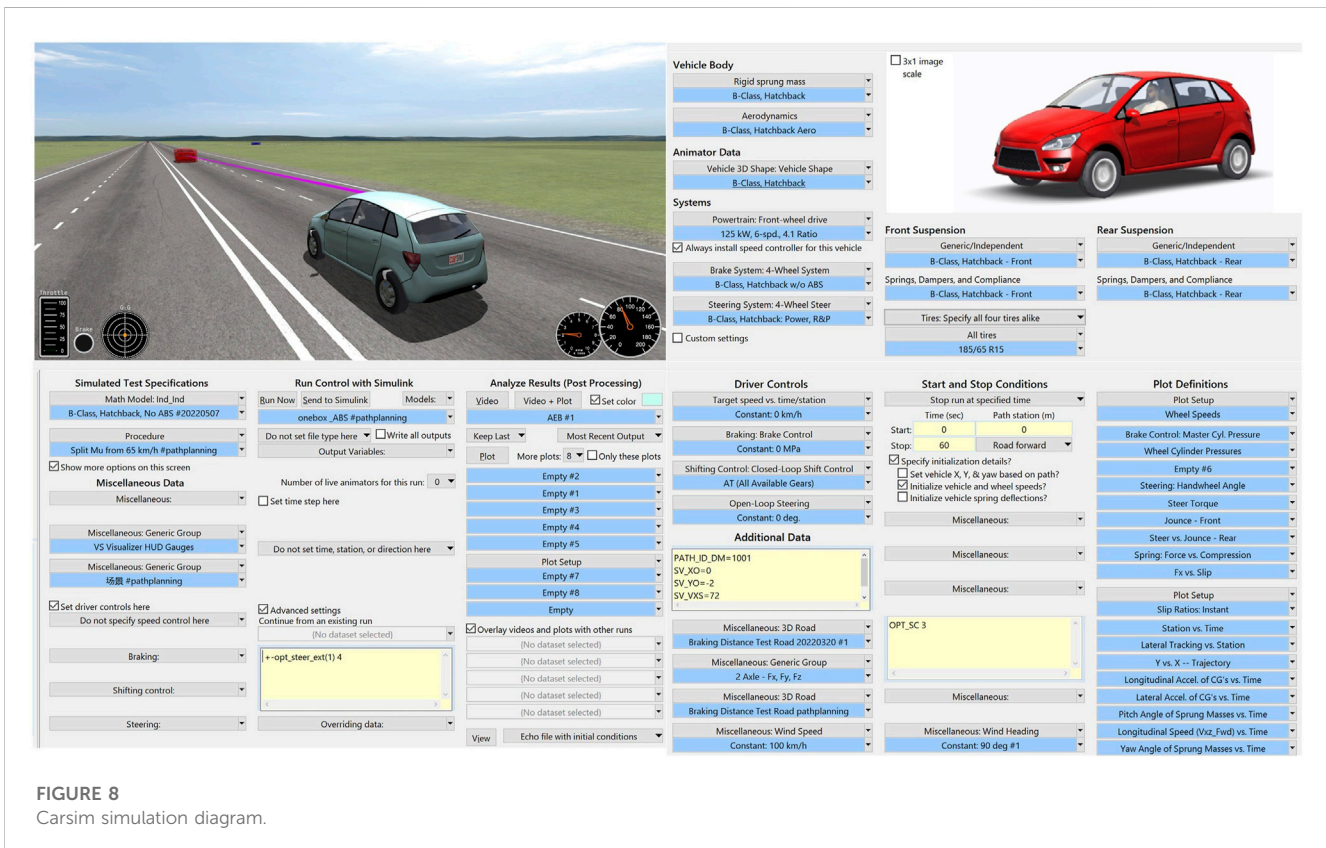 Throttle
100
75
50
25
0
Brake
G-G
Vehicle Body
Rigid sprung mass
B-Class, Hatchback
Aerodynamics
B-Class, Hatchback Aero
Animator Data
Vehicle 3D Shape: Vehicle Shape
B-Class, Hatchback
Systems
Powertrain: Front-wheel drive
125 kW, 6-spd., 4.1 Ratio
Always install speed controller for this vehicle
Brake System: 4-Wheel System
B-Class, Hatchback w/o ABS
Steering System: 4-Wheel Steer
B-Class, Hatchback: Power, R&P
Custom settings
3x1 image
scale
Front Suspension
Generic/Independent
B-Class, Hatchback - Front
Springs, Dampers, and Compliance
B-Class, Hatchback - Front
Tires: Specify all four tires alike
All tires
185/65 R15
Rear Suspension
Generic/Independent
B-Class, Hatchback - Rear
Springs, Dampers, and Compliance
B-Class, Hatchback - Rear
Simulated Test Specifications
Math Model: Ind_Ind
B-Class, Hatchback, No ABS #20220507
Procedure
Split Mu from 65 km/h #pathplanning
Show more options on this screen
Miscellaneous Data
Miscellaneous:
Miscellaneous: Generic Group
VS Visualizer HUD Gauges
Miscellaneous: Generic Group
场景 #pathplanning
Set driver controls here
Do not specify speed control here
Braking:
Shifting control:
Steering:
Run Control with Simulink
Run Now Send to Simulink Models:
onebox _ABS #pathplanning
Do not set file type here Write all outputs
Output Variables:
Number of live animators for this run: 0
Set time step here
Do not set time, station, or direction here
Advanced settings
Continue from an existing run
{No dataset selected}
+-opt_steer_ext(1) 4
Overriding data:
Analyze Results (Post Processing)
Video Video + Plot Set color
AEB #1
Keep Last Most Recent Output
Plot More plots: 8 Only these plots
Empty #2
Empty #1
Empty #3
Empty #4
Empty #5
Plot Setup
Empty #7
Empty #8
Empty
Overlay videos and plots with other runs
{No dataset selected}
{No dataset selected}
{No dataset selected}
{No dataset selected}
{No dataset selected}
View Echo file with initial conditions
Driver Controls
Target speed vs. time/station
Constant: 0 km/h
Braking: Brake Control
Constant: 0 MPa
Shifting Control: Closed-Loop Shift Control
AT (All Available Gears)
Open-Loop Steering
Constant: 0 deg.
Additional Data
PATH_ID_DM=1001
SV_XO=0
SV_YO=-2
SV_VXS=72
Miscellaneous: 3D Road
Braking Distance Test Road 20220320 #1
Miscellaneous: Generic Group
2 Axle - Fx, Fy, Fz
Miscellaneous: 3D Road
Braking Distance Test Road pathplanning
Miscellaneous: Wind Speed
Constant: 100 km/h
Start and Stop Conditions
Stop run at specified time
Time (sec) Path station (m)
Start: 0 0
Stop: 60 Road forward
Specify initialization details?
Set vehicle X, Y, & yaw based on path?
Initialize vehicle and wheel speeds?
Initialize vehicle spring deflections?
Miscellaneous:
Miscellaneous:
Miscellaneous:
OPT_SC 3
Miscellaneous:
Miscellaneous: Wind Heading
Constant: 90 deg #1
Plot Definitions
Plot Setup
Wheel Speeds
Brake Control: Master Cyl. Pressure
Wheel Cylinder Pressures
Empty #6
Steering: Handwheel Angle
Steer Torque
Jounce - Front
Steer vs. Jounce - Rear
Spring: Force vs. Compression
Fx vs. Slip
Plot Setup
Slip Ratios: Instant
Station vs. Time
Lateral Tracking vs. Station
Y vs. X -- Trajectory
Longitudinal Accel. of CG's vs. Time
Lateral Accel. of CG's vs. Time
Pitch Angle of Sprung Masses vs. Time
Longitudinal Speed (Vxz_Fwd) vs. Time
Yaw Angle of Sprung Masses vs. Time
FIGURE 8
Carsim simulation diagram.